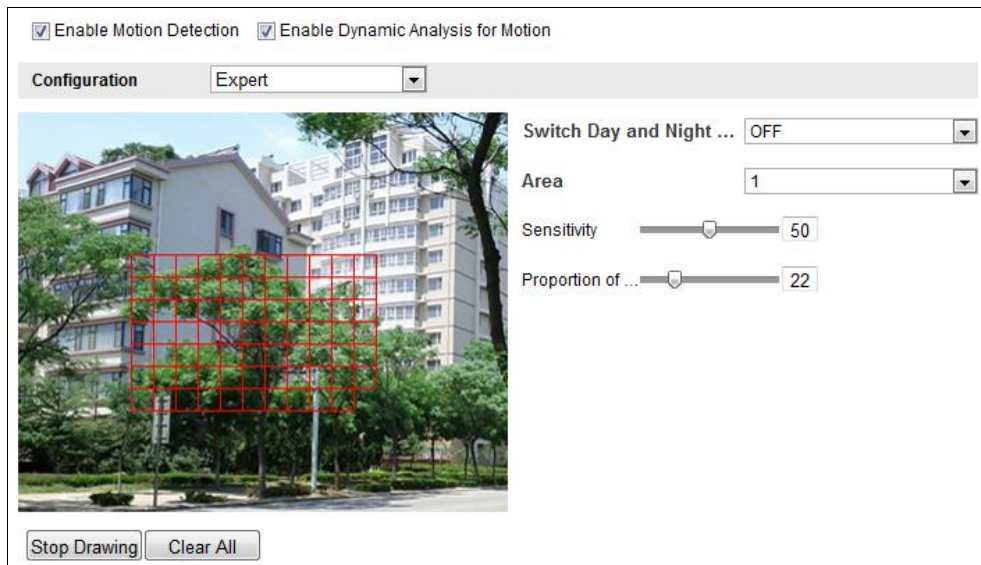 Enable Motion Detection Enable Dynamic Analysis for Motion
Configuration Expert
Switch Day and Night ... OFF
Area 1
Sensitivity 50
Proportion of ... 22
Stop Drawing Clear All